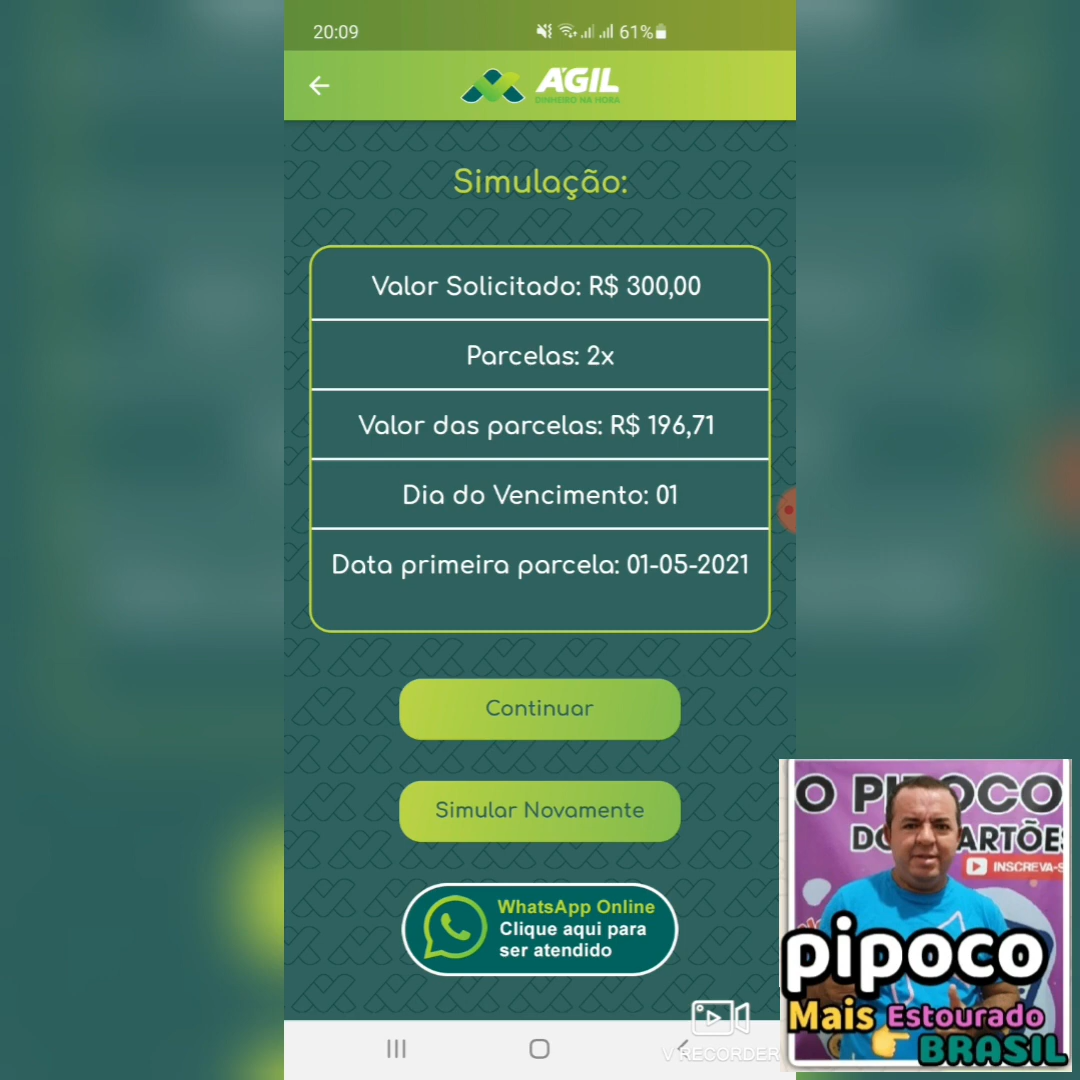 20:09
61%
ÁGIL
DINHEIRO NA HORA
Simulação:
Valor Solicitado: R$ 300,00
Parcelas: 2x
Valor das parcelas: R$ 196,71
Dia do Vencimento: 01
Data primeira parcela: 01-05-2021
Continuar
Simular Novamente
WhatsApp Online
Clique aqui para
ser atendido
V RECORDER
O PIPOCO
DOS CARTÕES
INSCREVA-S
pipoco
Mais Estourado
BRASIL